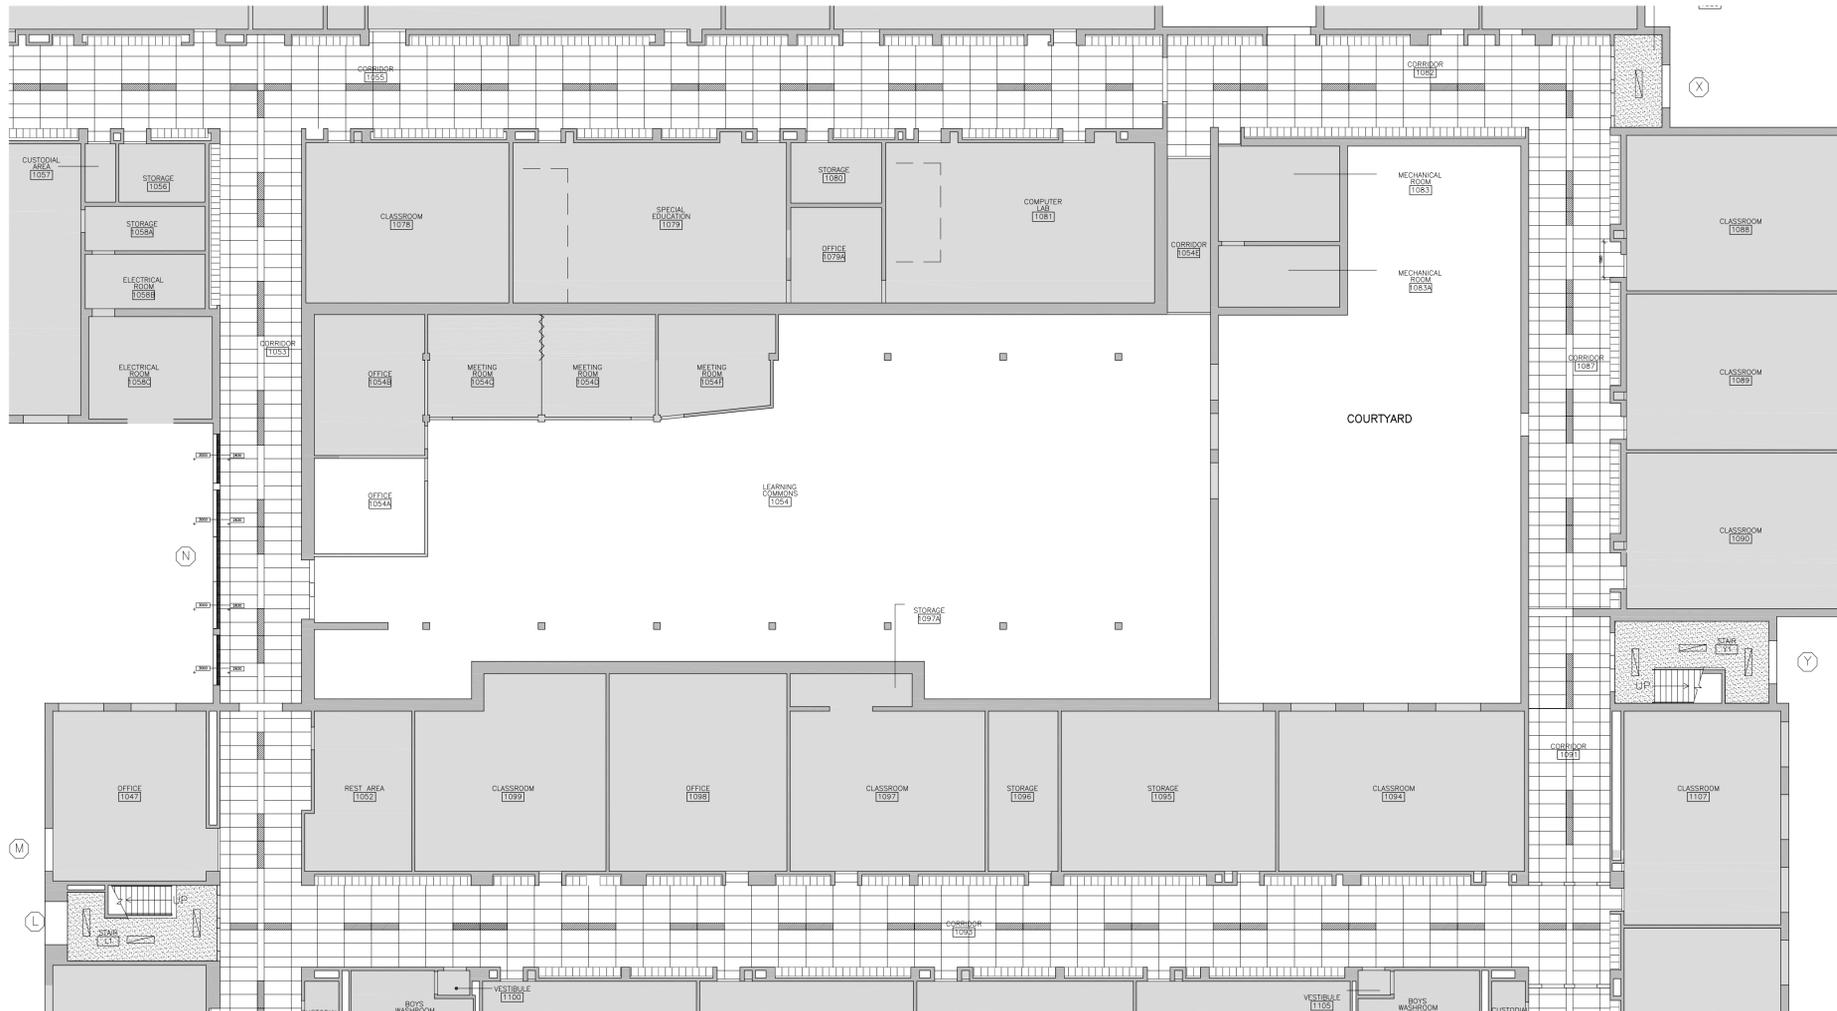 CORRIDOR
1055
CORRIDOR
1082
X
CUSTODIAL
AREA
1057
STORAGE
1056
STORAGE
1058A
ELECTRICAL
ROOM
1058B
ELECTRICAL
ROOM
1058C
CORRIDOR
1053
CLASSROOM
1078
SPECIAL
EDUCATION
1079
STORAGE
1080
OFFICE
1079A
COMPUTER
LAB
1081
CORRIDOR
1054E
MECHANICAL
ROOM
1083
MECHANICAL
ROOM
1083A
CLASSROOM
1088
OFFICE
1054B
MEETING
ROOM
1054C
MEETING
ROOM
1054D
MEETING
ROOM
1054F
CORRIDOR
1087
CLASSROOM
1089
COURTYARD
OFFICE
1054A
LEARNING
COMMONS
1054
CLASSROOM
1090
N
STORAGE
1097A
STAIR
Y1
UP
Y
CORRIDOR
1091
OFFICE
1047
REST AREA
1052
CLASSROOM
1099
OFFICE
1098
CLASSROOM
1097
STORAGE
1096
STORAGE
1095
CLASSROOM
1094
CLASSROOM
1107
M
L
UP
STAIR
L1
CORRIDOR
1093
VESTIBULE
1100
BOYS
WASHROOM
VESTIBULE
1105
BOYS
WASHROOM